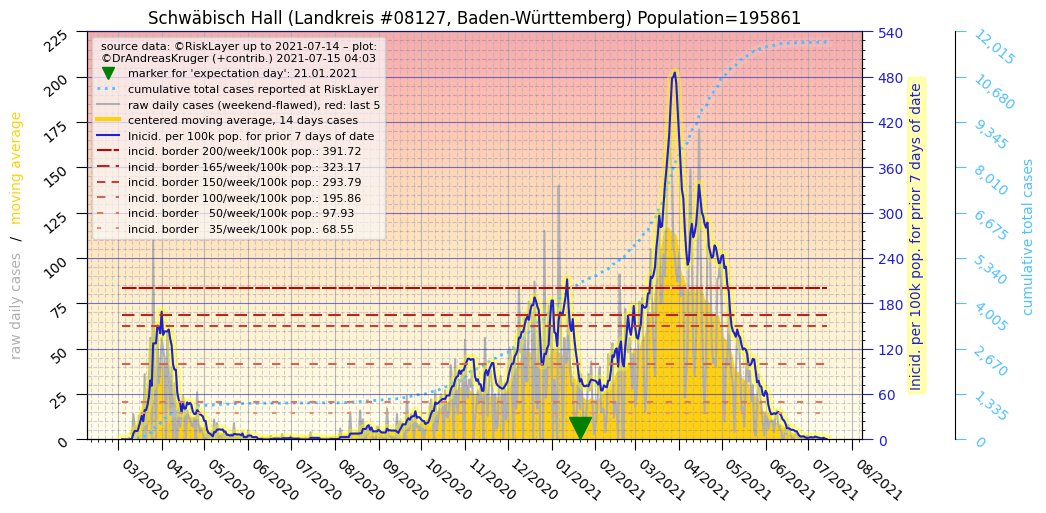 Schwäbisch Hall (Landkreis #08127, Baden-Württemberg) Population=195861
source data: ©RiskLayer up to 2021-07-14 – plot:
©DrAndreasKruger (+contrib.) 2021-07-15 04:03
marker for 'expectation day': 21.01.2021
cumulative total cases reported at RiskLayer
raw daily cases (weekend-flawed), red: last 5
centered moving average, 14 days cases
Inicid. per 100k pop. for prior 7 days of date
incid. border 200/week/100k pop.: 391.72
incid. border 165/week/100k pop.: 323.17
incid. border 150/week/100k pop.: 293.79
incid. border 100/week/100k pop.: 195.86
incid. border   50/week/100k pop.: 97.93
incid. border   35/week/100k pop.: 68.55
raw daily cases   /   moving average
225
200
175
150
125
100
75
50
25
0
03/2020
04/2020
05/2020
06/2020
07/2020
08/2020
09/2020
10/2020
11/2020
12/2020
01/2021
02/2021
03/2021
04/2021
05/2021
06/2021
07/2021
08/2021
540
480
420
360
300
240
180
120
60
0
Inicid. per 100k pop. for prior 7 days of date
12,015
10,680
9,345
8,010
6,675
5,340
4,005
2,670
1,335
0
cumulative total cases